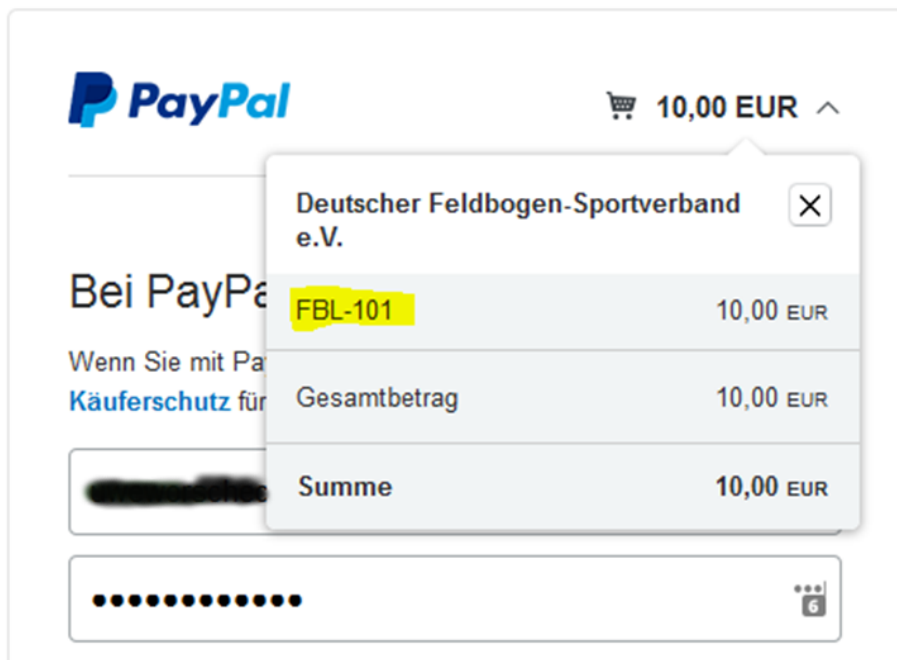 PayPal
10,00 EUR
Deutscher Feldbogen-Sportverband
e.V.
Bei PayPa
FBL-101 10,00 EUR
Wenn Sie mit Pa
Käuferschutz für
Gesamtbetrag 10,00 EUR
Summe 10,00 EUR
••••••••••••
6